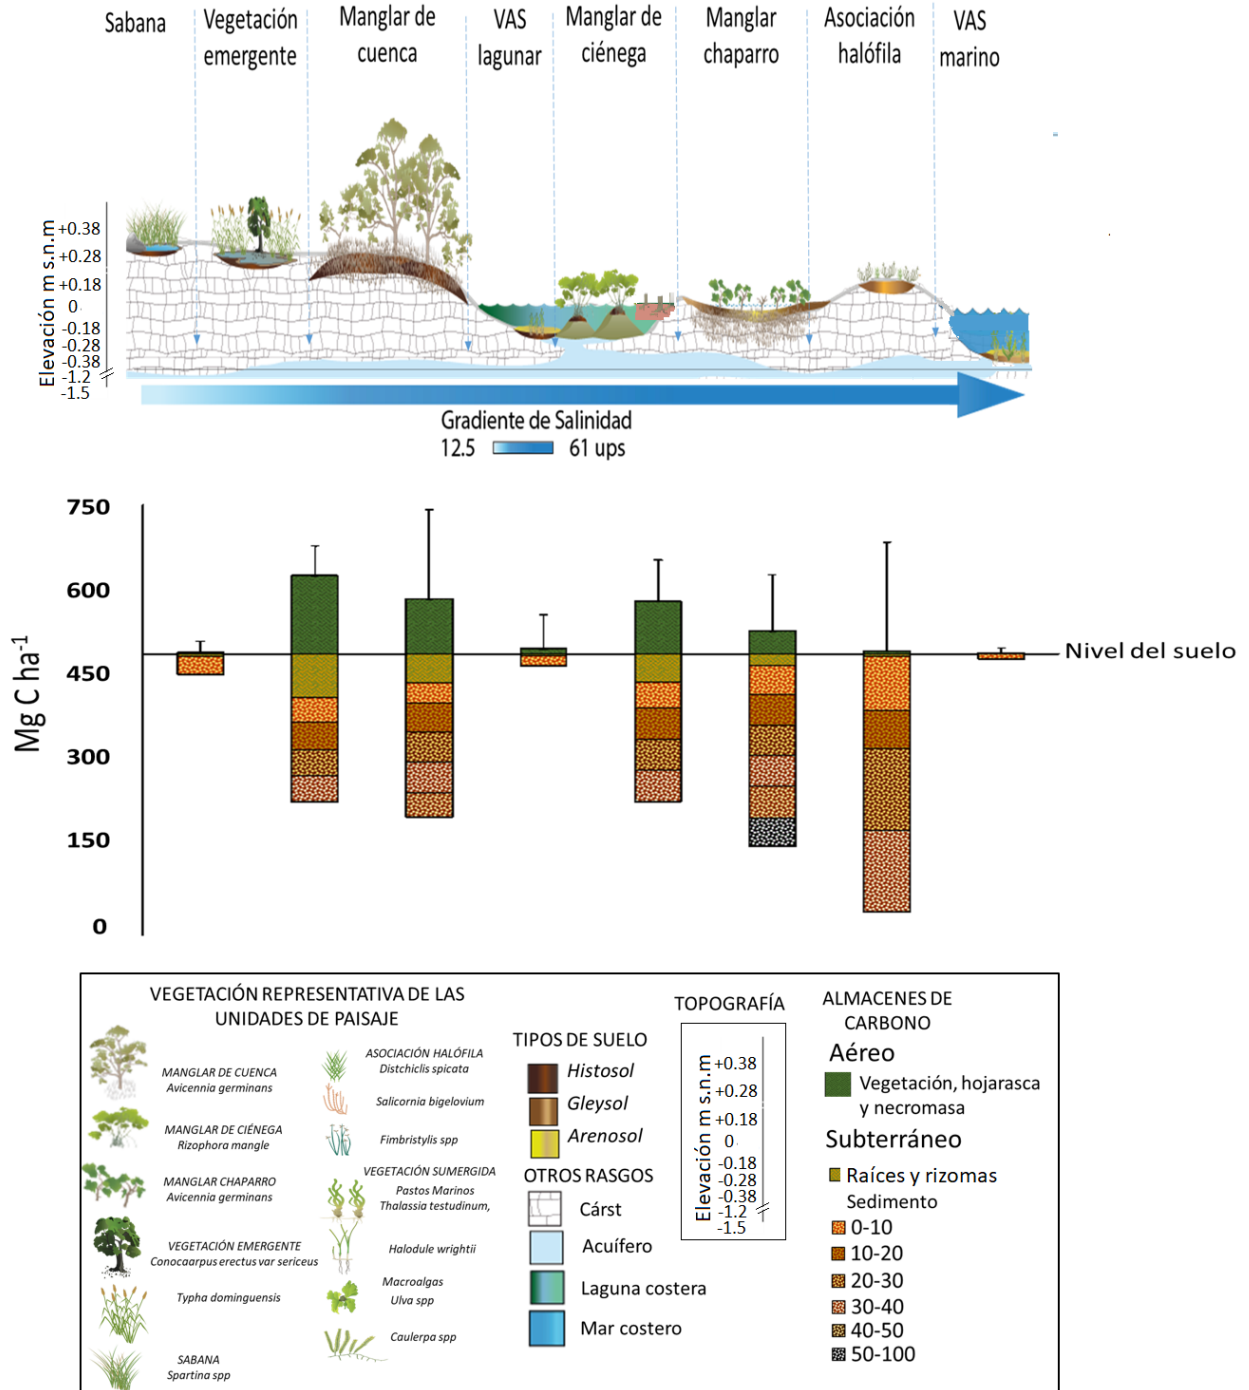 Sabana
Vegetación
emergente
Manglar de
cuenca
VAS
lagunar
Manglar de
ciénega
Manglar
chaparro
Asociación
halófila
VAS
marino
Elevación m s.n.m
+0.38
+0.28
+0.18
0
-0.18
-0.28
-0.38
-1.2
-1.5
Gradiente de Salinidad
12.5 61 ups
Mg C ha-1
750
600
450
300
150
0
Nivel del suelo
VEGETACIÓN REPRESENTATIVA DE LAS
UNIDADES DE PAISAJE
MANGLAR DE CUENCA
Avicennia germinans
MANGLAR DE CIÉNEGA
Rizophora mangle
MANGLAR CHAPARRO
Avicennia germinans
VEGETACIÓN EMERGENTE
Conocaarpus erectus var sericeus
Typha dominguensis
SABANA
Spartina spp
ASOCIACIÓN HALÓFILA
Distchiclis spicata
Salicornia bigelovium
Fimbristylis spp
VEGETACIÓN SUMERGIDA
Pastos Marinos
Thalassia testudinum,
Halodule wrightii
Macroalgas
Ulva spp
Caulerpa spp
TIPOS DE SUELO
Histosol
Gleysol
Arenosol
OTROS RASGOS
Cárst
Acuífero
Laguna costera
Mar costero
TOPOGRAFÍA
Elevación m s.n.m
+0.38
+0.28
+0.18
0
-0.18
-0.28
-0.38
-1.2
-1.5
ALMACENES DE
CARBONO
Aéreo
Vegetación, hojarasca
y necromasa
Subterráneo
Raíces y rizomas
Sedimento
0-10
10-20
20-30
30-40
40-50
50-100